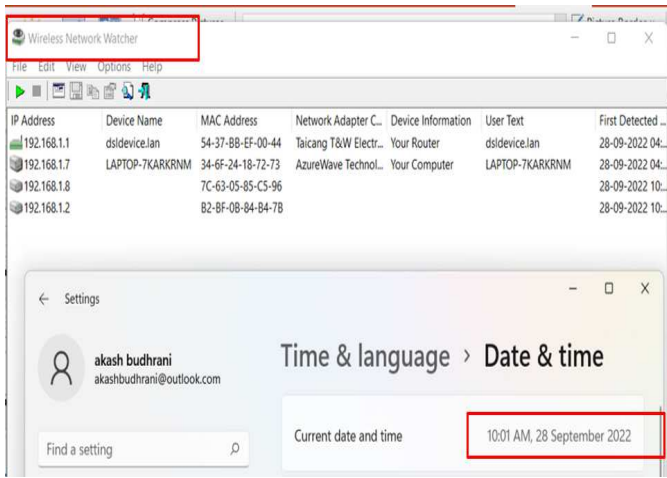 Wireless Network Watcher
File Edit View Options Help
IP Address Device Name MAC Address Network Adapter C... Device Information User Text First Detected ...
192.168.1.1 dsldevice.lan 54-37-BB-EF-00-44 Taicang T&W Electr... Your Router dsldevice.lan 28-09-2022 04:...
192.168.1.7 LAPTOP-7KARKRNM 34-6F-24-18-72-73 AzureWave Technol... Your Computer LAPTOP-7KARKRNM 28-09-2022 04:...
192.168.1.8 7C-63-05-85-C5-96 28-09-2022 10:...
192.168.1.2 B2-BF-0B-84-B4-7B 28-09-2022 10:...
Settings
akash budhrani
akashbudhrani@outlook.com
Time & language > Date & time
Find a setting
Current date and time 10:01 AM, 28 September 2022